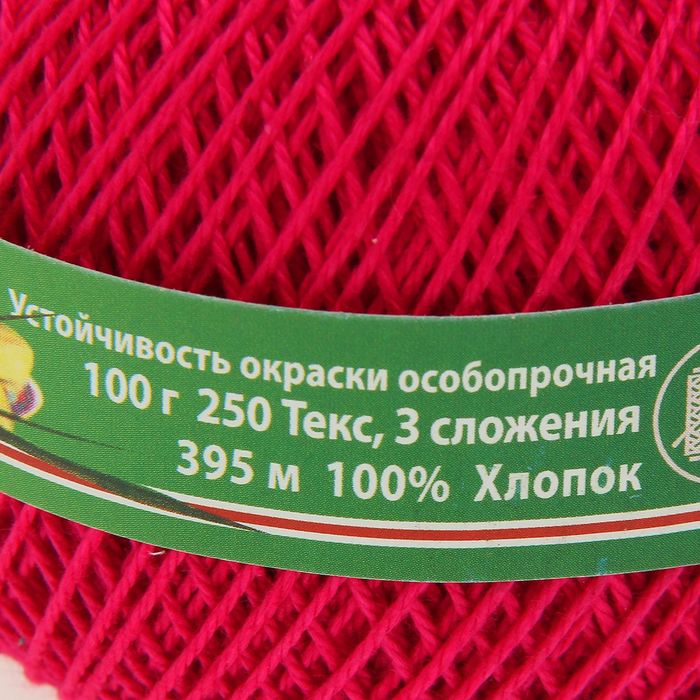 Устойчивость окраски особопрочная
100 г 250 Текс, 3 сложения
395 м 100% Хлопок